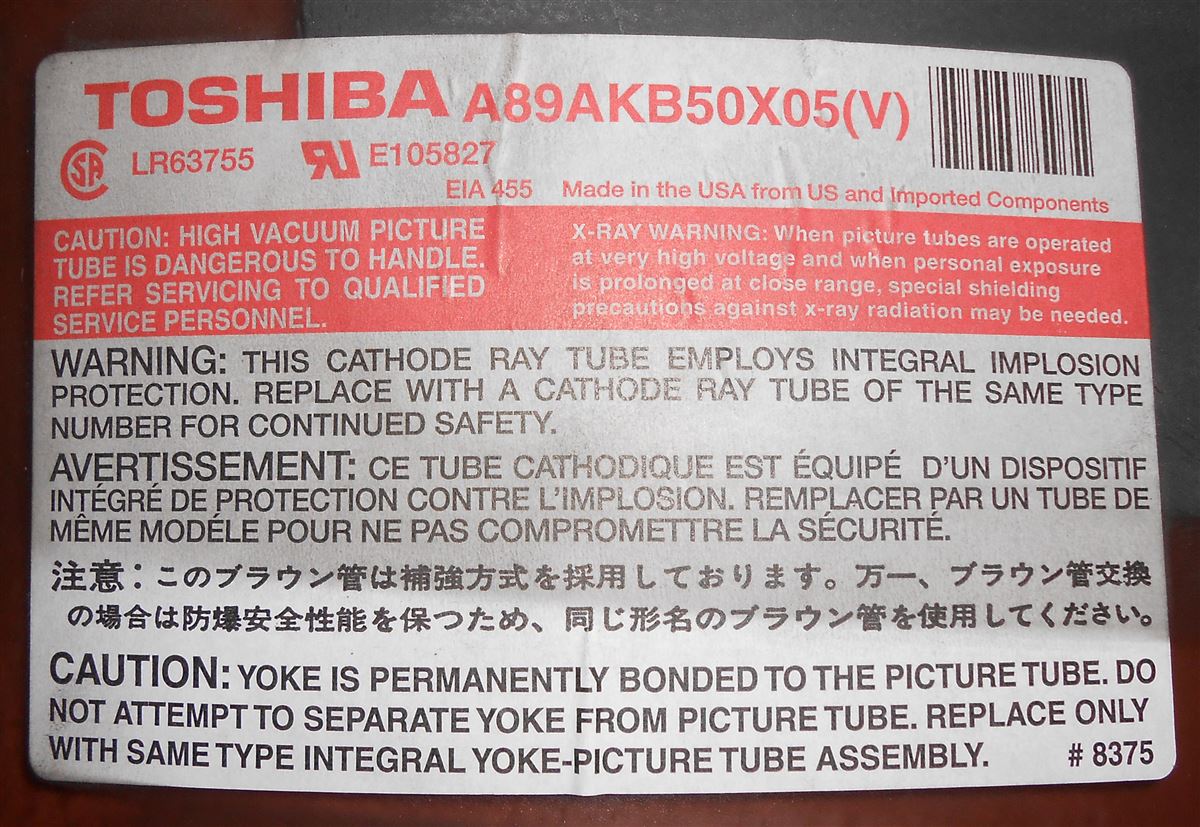 TOSHIBA A89AKB50X05(V)
LR63755 E105827
EIA 455 Made in the USA from US and Imported Components
CAUTION: HIGH VACUUM PICTURE
TUBE IS DANGEROUS TO HANDLE.
REFER SERVICING TO QUALIFIED
SERVICE PERSONNEL.
X-RAY WARNING: When picture tubes are operated
at very high voltage and when personal exposure
is prolonged at close range, special shielding
precautions against x-ray radiation may be needed.
WARNING: THIS CATHODE RAY TUBE EMPLOYS INTEGRAL IMPLOSION
PROTECTION. REPLACE WITH A CATHODE RAY TUBE OF THE SAME TYPE
NUMBER FOR CONTINUED SAFETY.
AVERTISSEMENT: CE TUBE CATHODIQUE EST ÉQUIPÉ D'UN DISPOSITIF
INTÉGRÉ DE PROTECTION CONTRE L'IMPLOSION. REMPLACER PAR UN TUBE DE
MÊME MODÉLE POUR NE PAS COMPROMETTRE LA SÉCURITÉ.
注意：このブラウン管は補強方式を採用しております。万一、ブラウン管交換
の場合は防爆安全性能を保つため、同じ形名のブラウン管を使用してください。
CAUTION: YOKE IS PERMANENTLY BONDED TO THE PICTURE TUBE. DO
NOT ATTEMPT TO SEPARATE YOKE FROM PICTURE TUBE. REPLACE ONLY
WITH SAME TYPE INTEGRAL YOKE-PICTURE TUBE ASSEMBLY. # 8375